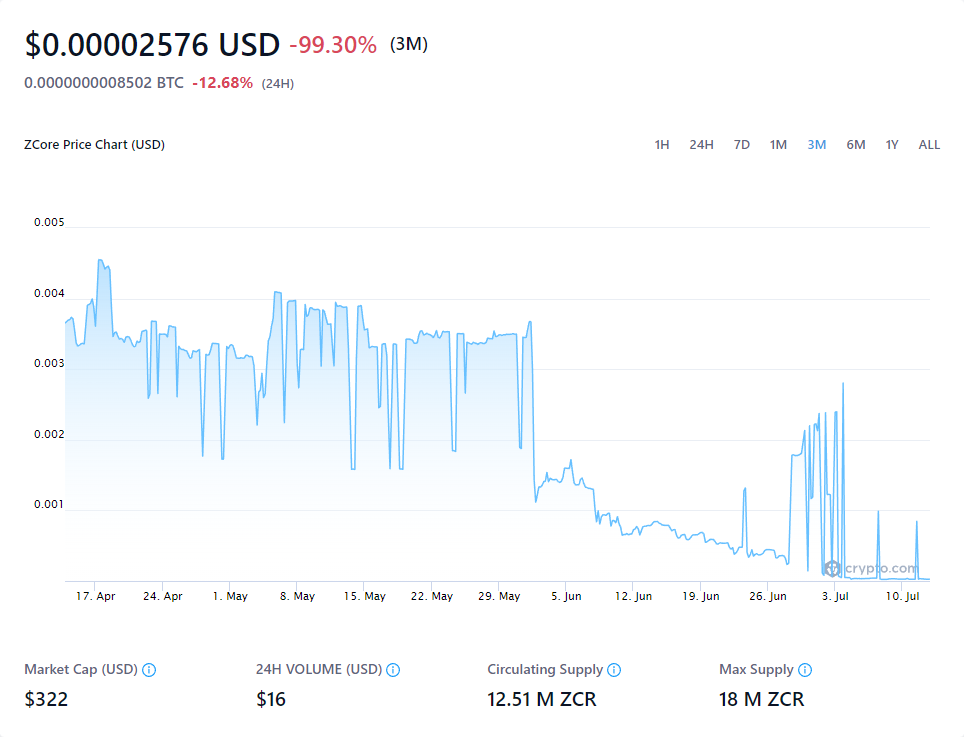 $0.00002576 USD -99.30% (3M)
0.0000000008502 BTC -12.68% (24H)
ZCore Price Chart (USD) 1H 24H 7D 1M 3M 6M 1Y ALL
0.005
0.004
0.003
0.002
0.001
crypto.com
17. Apr 24. Apr 1. May 8. May 15. May 22. May 29. May 5. Jun 12. Jun 19. Jun 26. Jun 3. Jul 10. Jul
Market Cap (USD) 24H VOLUME (USD) Circulating Supply Max Supply
$322 $16 12.51 M ZCR 18 M ZCR